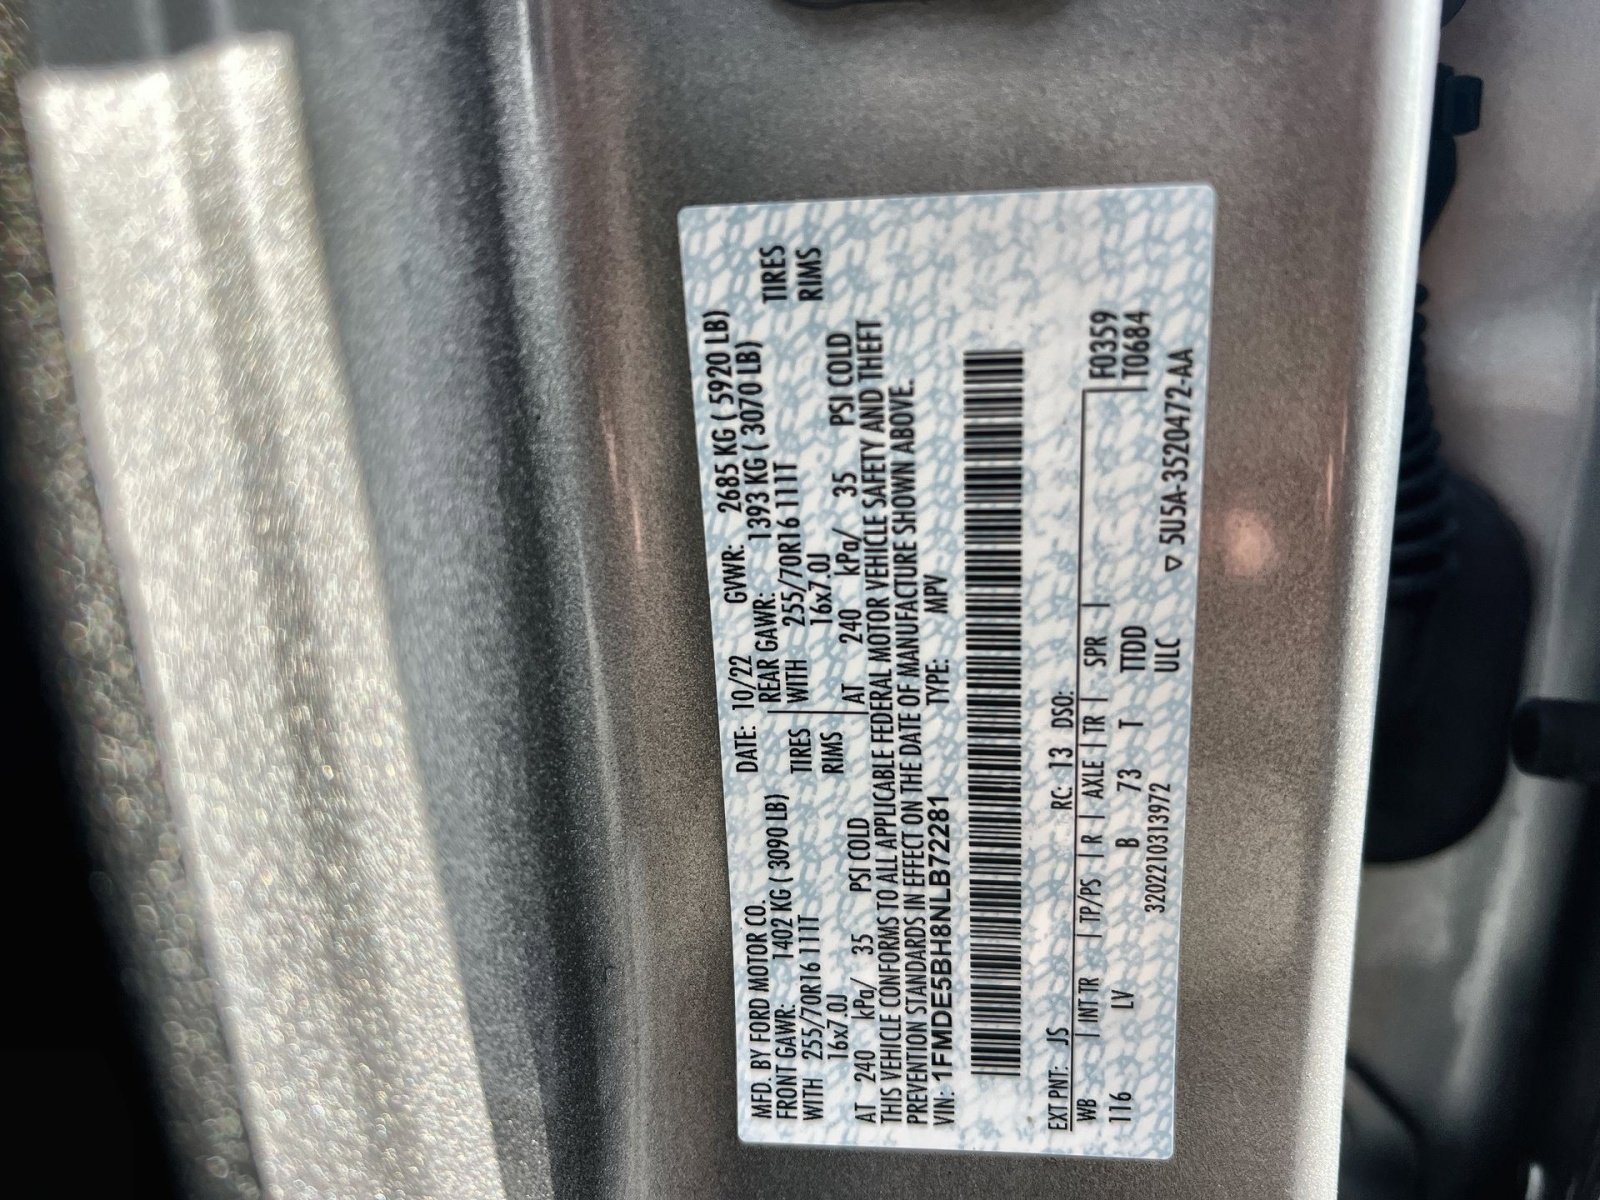 MFD. BY FORD MOTOR CO. DATE: 10/22 GVWR: 2685 KG ( 5920 LB)
FRONT GAWR: 1402 KG ( 3090 LB) REAR GAWR: 1393 KG ( 3070 LB)
WITH 255/70R16 111T TIRES WITH 255/70R16 111T TIRES
16x7.0J RIMS 16x7.0J RIMS
AT 240 kPa/ 35 PSI COLD AT 240 kPa/ 35 PSI COLD
THIS VEHICLE CONFORMS TO ALL APPLICABLE FEDERAL MOTOR VEHICLE SAFETY AND THEFT
PREVENTION STANDARDS IN EFFECT ON THE DATE OF MANUFACTURE SHOWN ABOVE.
VIN: 1FMDE5BH8NLB72281 TYPE: MPV
EXT PNT: JS RC: 13 DSO: F0359
WB | INT TR | TP/PS | R | AXLE | TR | SPR | T0684
116 LV B 73 T TTDD
320221031397​2 ULC ▽ 5U5A-3520472-AA